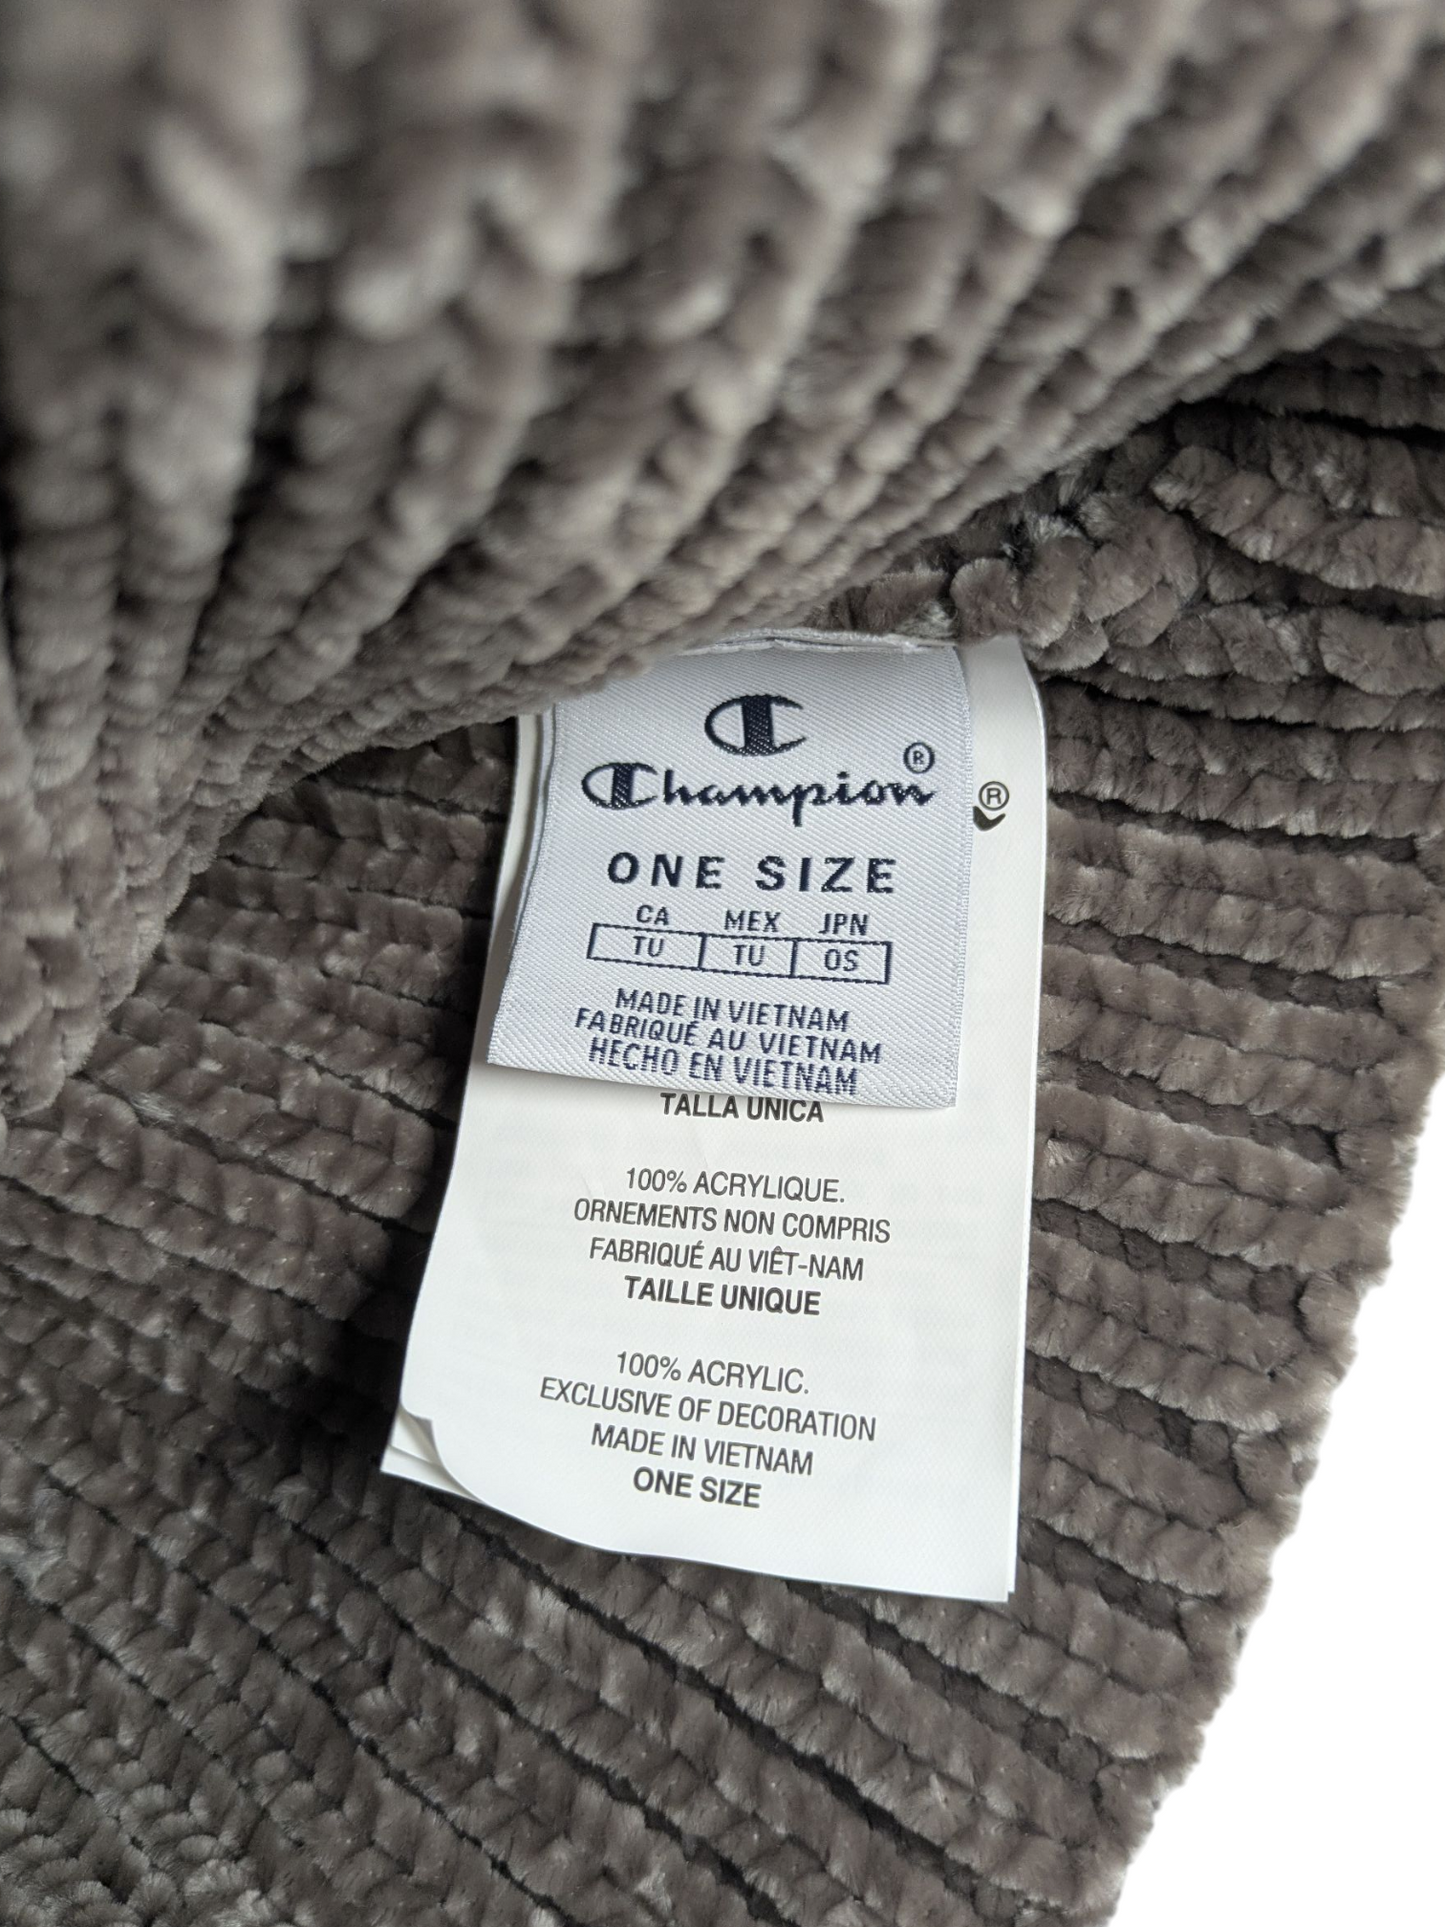 Champion®
ONE SIZE
CA MEX JPN
TU TU OS
MADE IN VIETNAM
FABRIQUÉ AU VIETNAM
HECHO EN VIETNAM
®
TALLA UNICA
100% ACRYLIQUE.
ORNEMENTS NON COMPRIS
FABRIQUÉ AU VIÊT-NAM
TAILLE UNIQUE
100% ACRYLIC.
EXCLUSIVE OF DECORATION
MADE IN VIETNAM
ONE SIZE